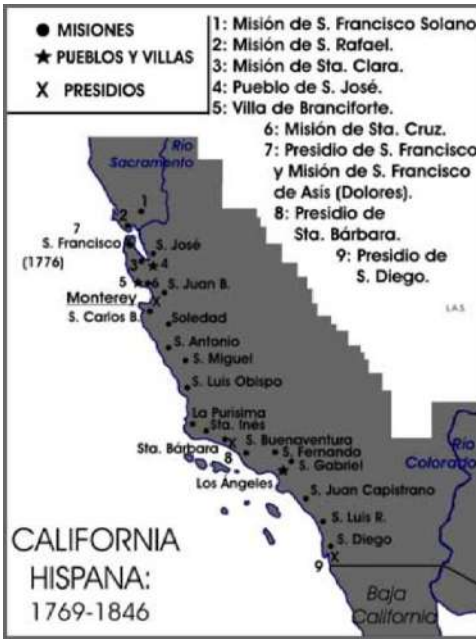 MISIONES
PUEBLOS Y VILLAS
X PRESIDIOS
1: Misión de S. Francisco Solano
2: Misión de S. Rafael.
3: Misión de Sta. Clara.
4: Pueblo de S. José.
5: Villa de Branciforte.
6: Misión de Sta. Cruz.
7: Presidio de S. Francisco
y Misión de S. Francisco
de Asís (Dolores).
8: Presidio de
Sta. Bárbara.
9: Presidio de
S. Diego.
L.A.S.
Río
Sacramento
1
2
7
S. Francisco
(1776)
S. José
3
4
5
6
S. Juan B.
Monterey
X
S. Carlos B.
Soledad
S. Antonio
S. Miguel
S. Luis Obispo
La Purísima
Sta. Inés
Sta. Bárbara
X
8
S. Buenaventura
S. Fernando
S. Gabriel
Los Ángeles
Río
Colorado
S. Juan Capistrano
S. Luis R.
S. Diego
9
X
Baja
California
CALIFORNIA
HISPANA:
1769-1846